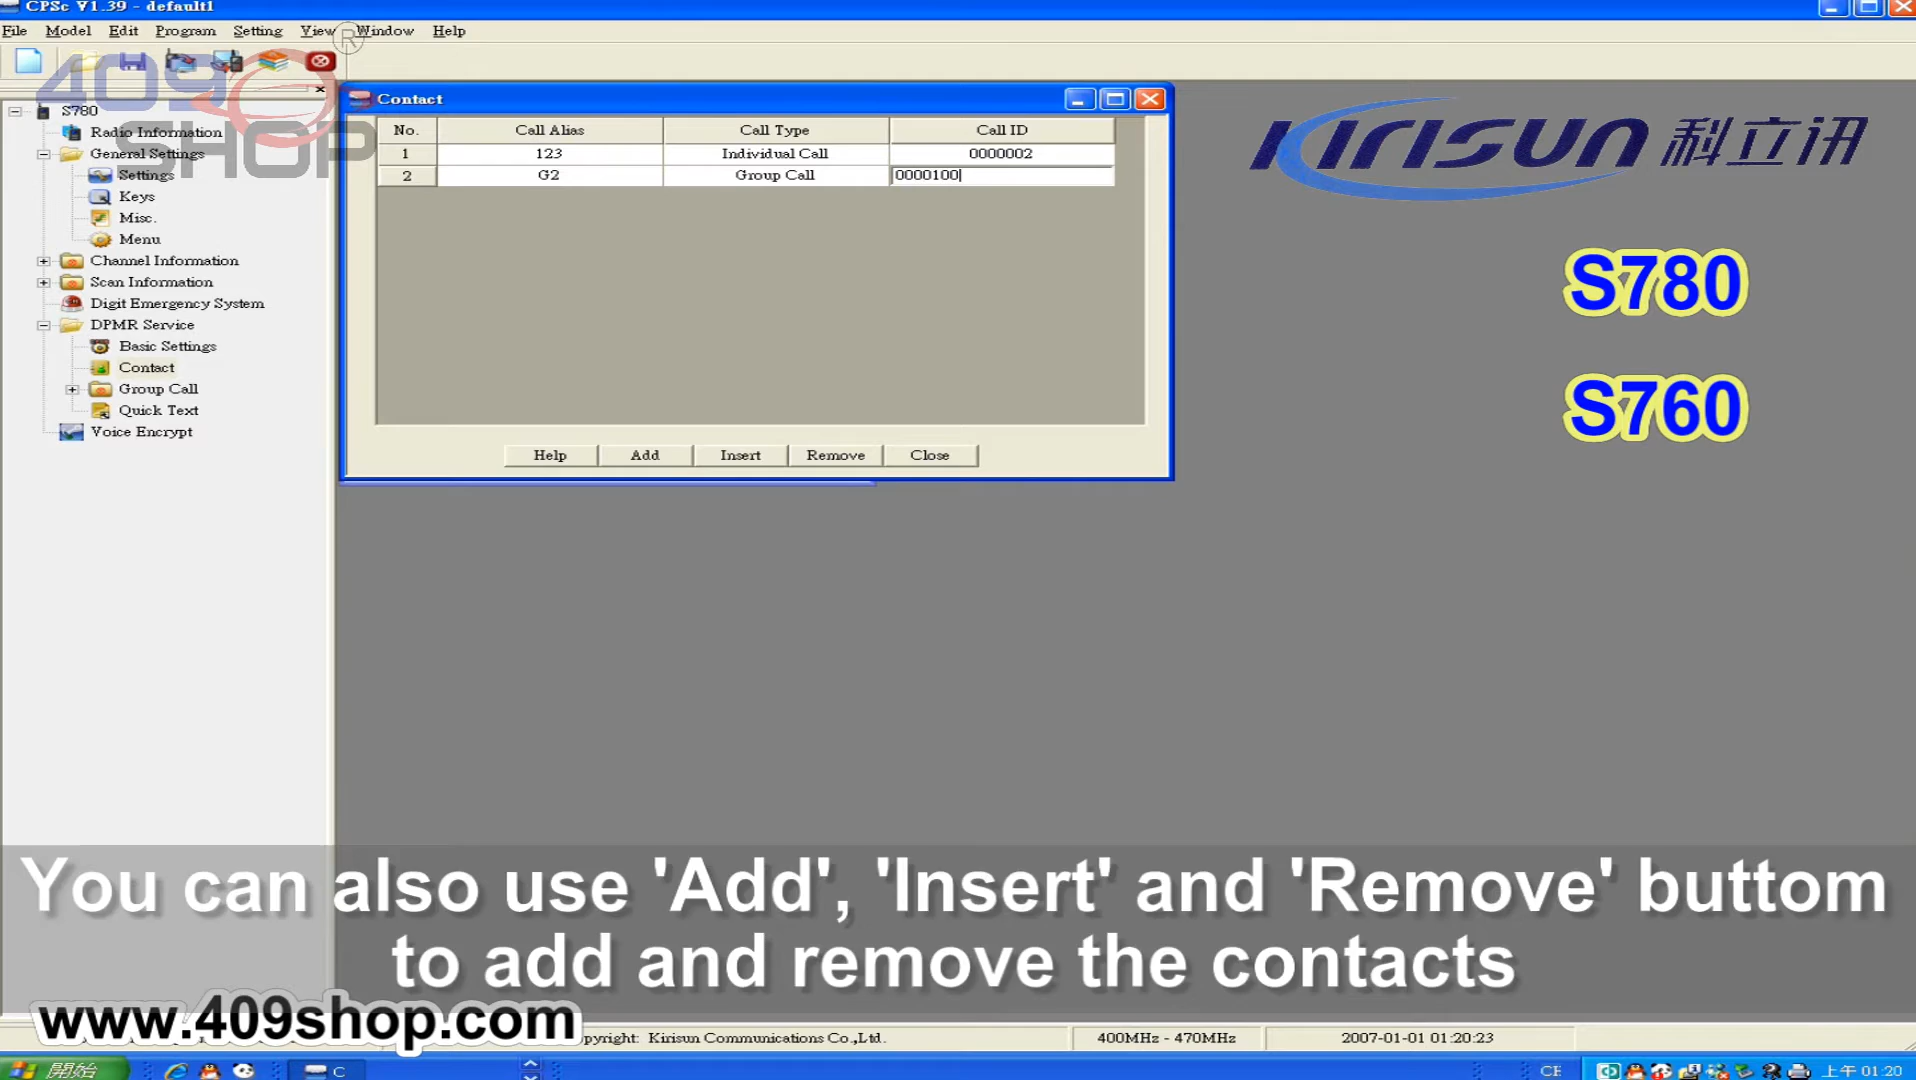 CPSc V1.39 - default1
File Model Edit Program Setting View Window Help
409 SHOP ®
S780
Radio Information
General Settings
Settings
Keys
Misc.
Menu
Channel Information
Scan Information
Digit Emergency System
DPMR Service
Basic Settings
Contact
Group Call
Quick Text
Voice Encrypt
Contact
No. Call Alias Call Type Call ID
1 123 Individual Call 0000002
2 G2 Group Call 0000100
Help Add Insert Remove Close
KIRISUN 科立讯
S780
S760
You can also use 'Add', 'Insert' and 'Remove' buttom
to add and remove the contacts
www.409shop.com
pyright: Kirisun Communications Co.,Ltd. 400MHz - 470MHz 2007-01-01 01:20:23
開始 C CE 上午 01:20